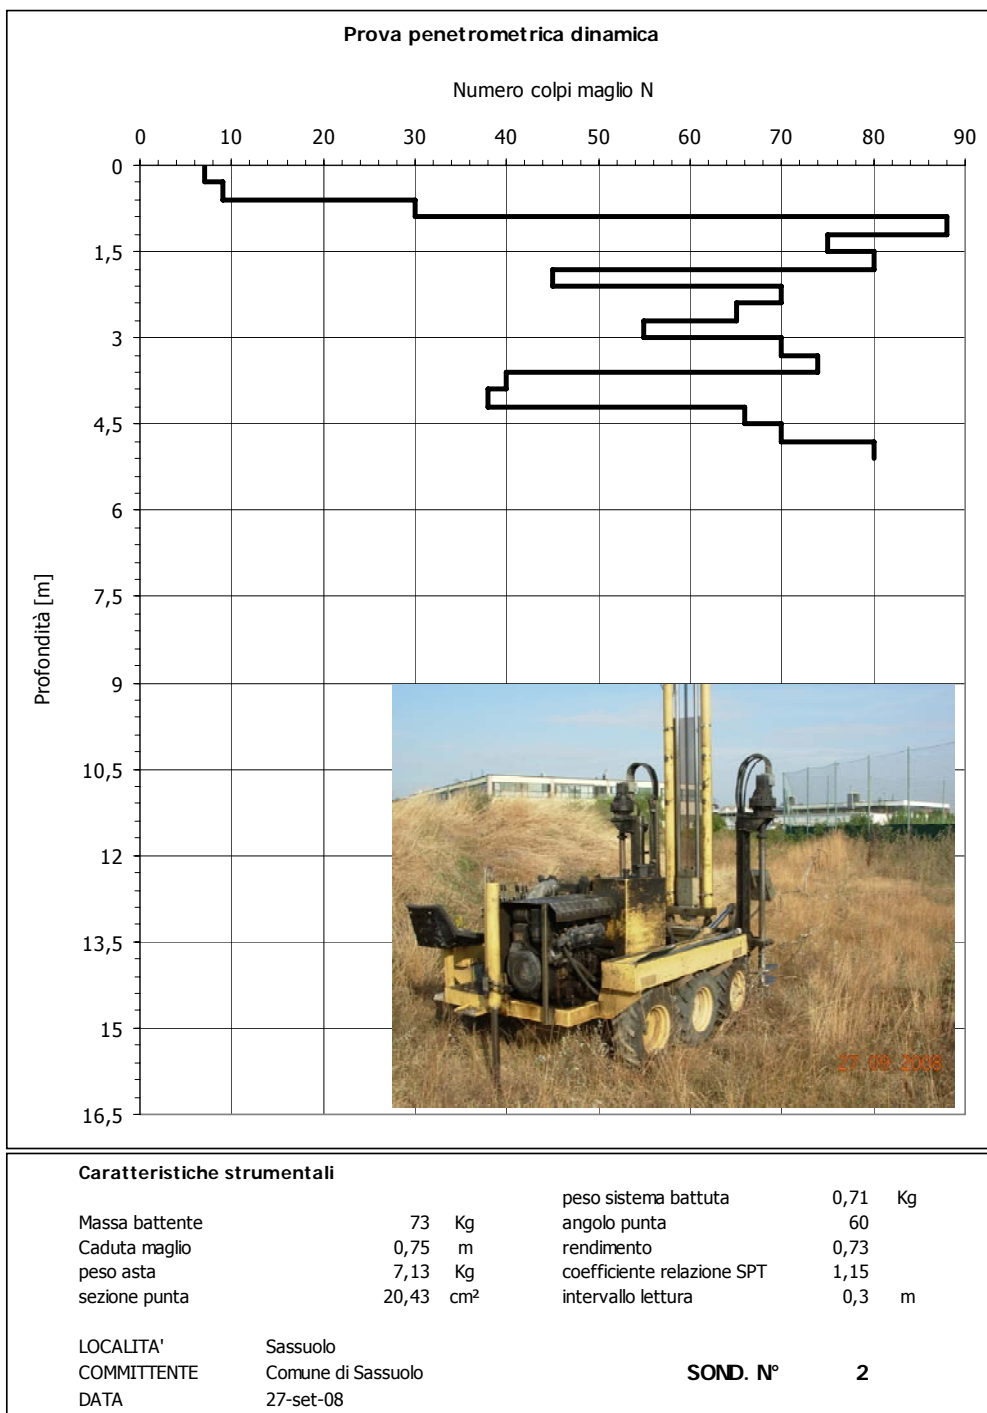 Prova penetrometrica dinamica
Numero colpi maglio N
0 10 20 30 40 50 60 70 80 90
0
1,5
3
4,5
6
7,5
9
10,5
12
13,5
15
16,5
Profondità [m]
27 09 2008
Caratteristiche strumentali
peso sistema battuta 0,71 Kg
Massa battente 73 Kg angolo punta 60
Caduta maglio 0,75 m rendimento 0,73
peso asta 7,13 Kg coefficiente relazione SPT 1,15
sezione punta 20,43 cm² intervallo lettura 0,3 m
LOCALITA' Sassuolo
COMMITTENTE Comune di Sassuolo SOND. N° 2
DATA 27-set-08